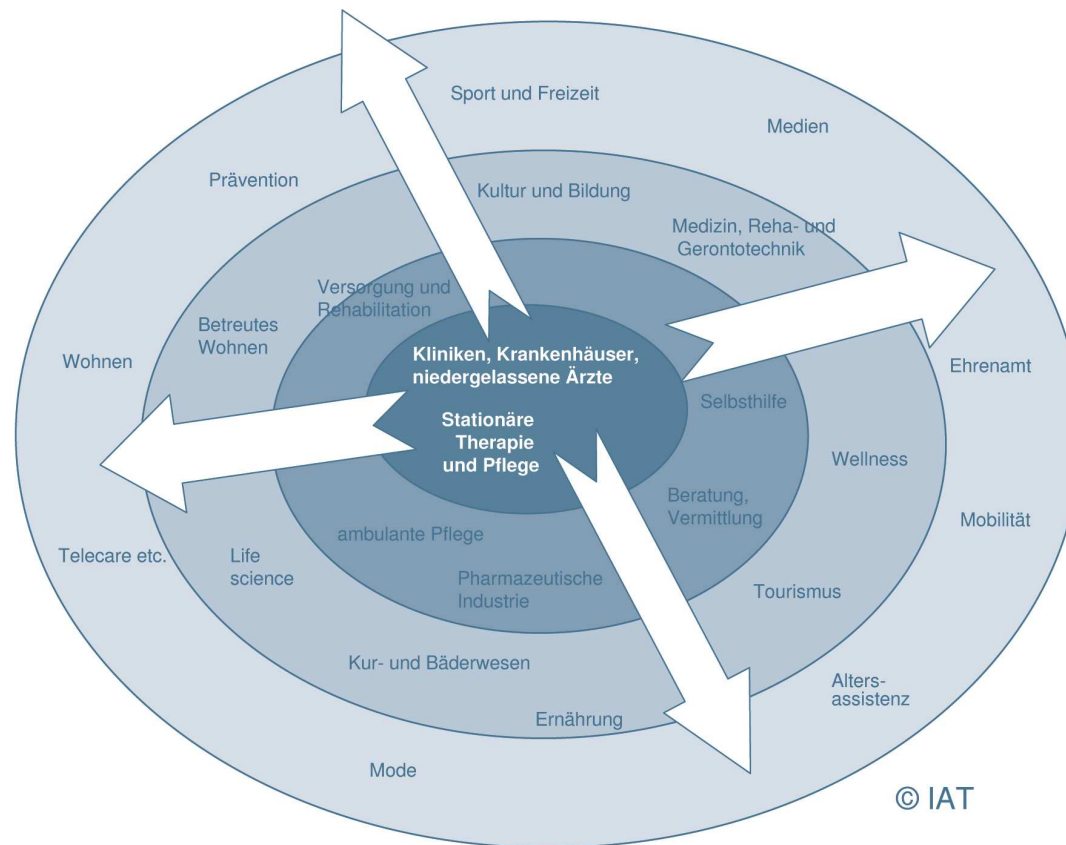 Sport und Freizeit
Medien
Prävention
Kultur und Bildung
Medizin, Reha- und
Gerontotechnik
Versorgung und
Rehabilitation
Betreutes
Wohnen
Wohnen
Kliniken, Krankenhäuser,
niedergelassene Ärzte
Ehrenamt
Selbsthilfe
Stationäre
Therapie
und Pflege
Wellness
Beratung,
Vermittlung
Mobilität
ambulante Pflege
Telecare etc.
Life
science
Pharmazeutische
Industrie
Tourismus
Kur- und Bäderwesen
Alters-
assistenz
Ernährung
Mode
© IAT